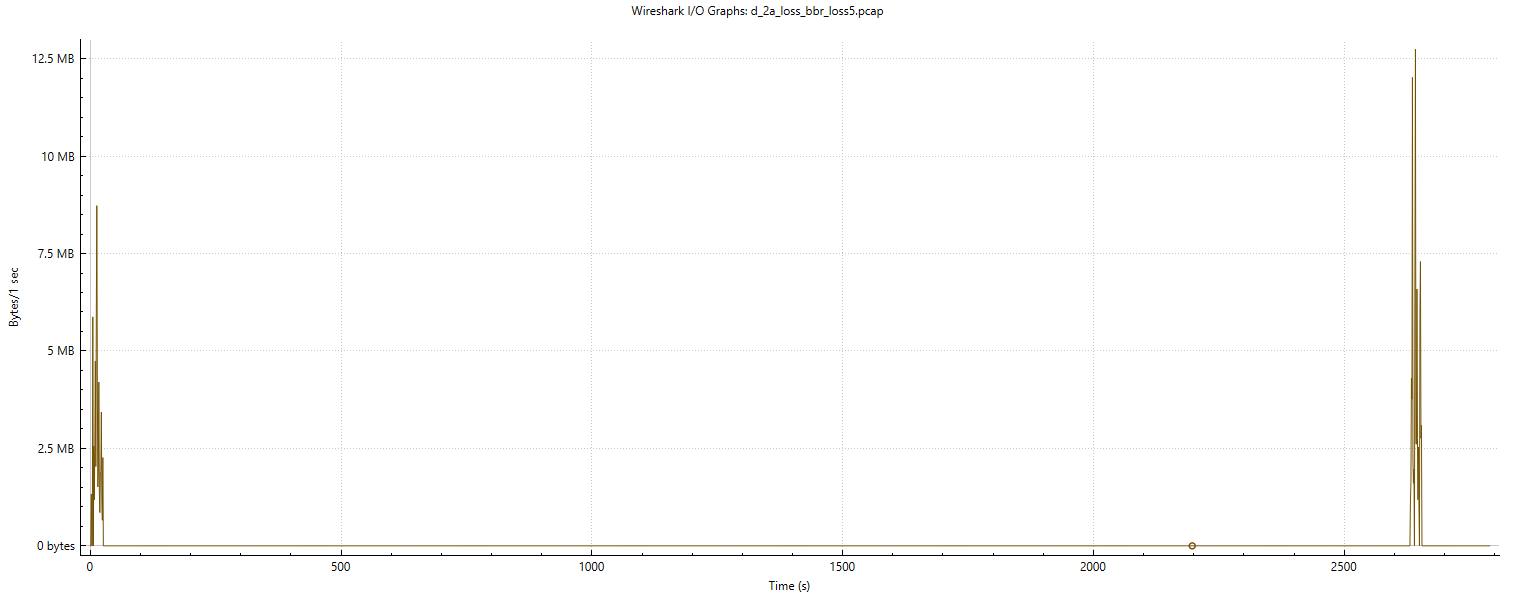 Wireshark I/O Graphs: d_2a_loss_bbr_loss5.pcap
12.5 MB
10 MB
7.5 MB
5 MB
2.5 MB
0 bytes
Bytes/1 sec
0 500 1000 1500 2000 2500
Time (s)